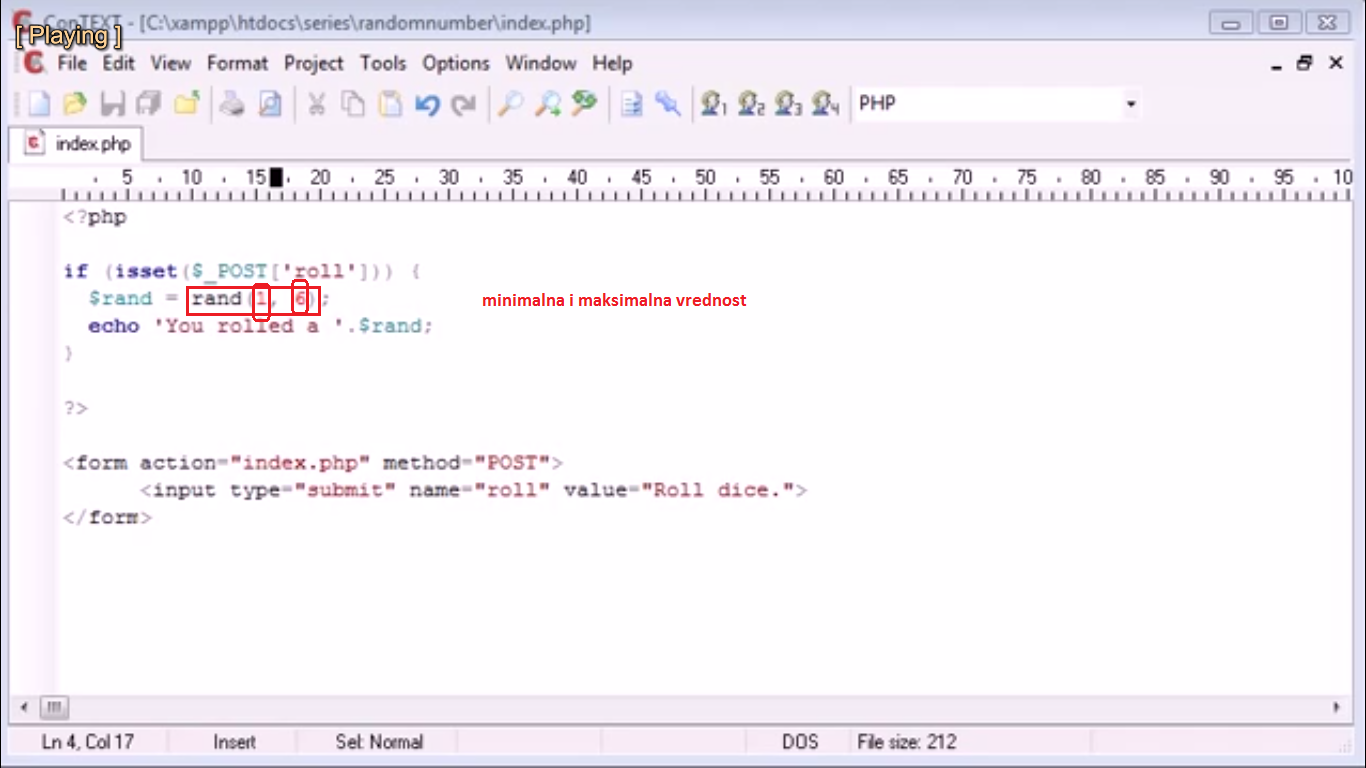 ConTEXT - [C:\xampp\htdocs\series\randomnumber\index.php]
[ Playing ]
File Edit View Format Project Tools Options Window Help
1 2 3 4 PHP
index.php
5 10 15 20 25 30 35 40 45 50 55 60 65 70 75 80 85 90 95 10
<?php
if (isset($_POST['roll'])) {
$rand = rand(1, 6); minimalna i maksimalna vrednost
echo 'You rolled a '.$rand;
}
?>
<form action="index.php" method="POST">
<input type="submit" name="roll" value="Roll dice.">
</form>
Ln 4, Col 17 Insert Sel: Normal DOS File size: 212